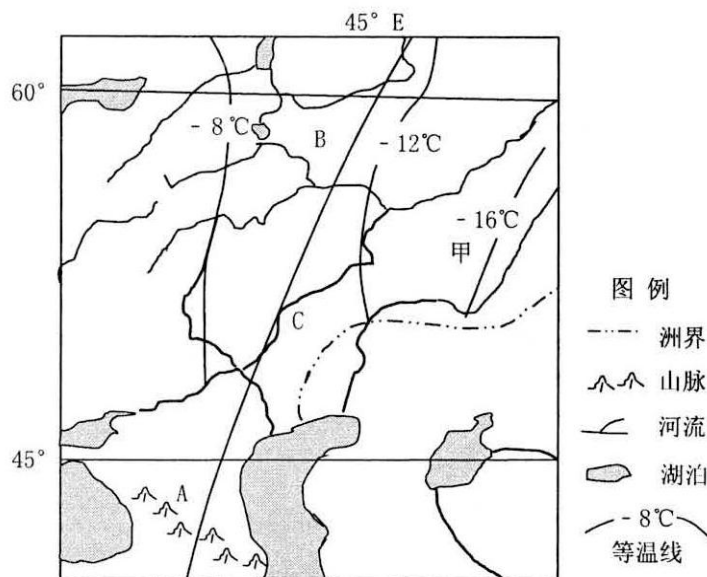 45° E
60°
- 8℃
B
- 12℃
- 16℃
甲
C
45°
A
图 例
洲界
山脉
河流
湖泊
- 8℃
等温线